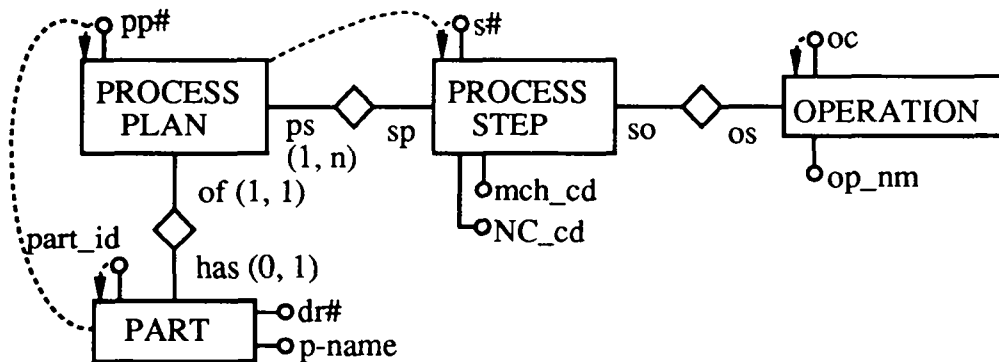 pp#
s#
oc
PROCESS
PLAN
PROCESS
STEP
OPERATION
ps
(1, n)
sp
so
os
op_nm
of (1, 1)
mch_cd
NC_cd
part_id
has (0, 1)
PART
dr#
p-name